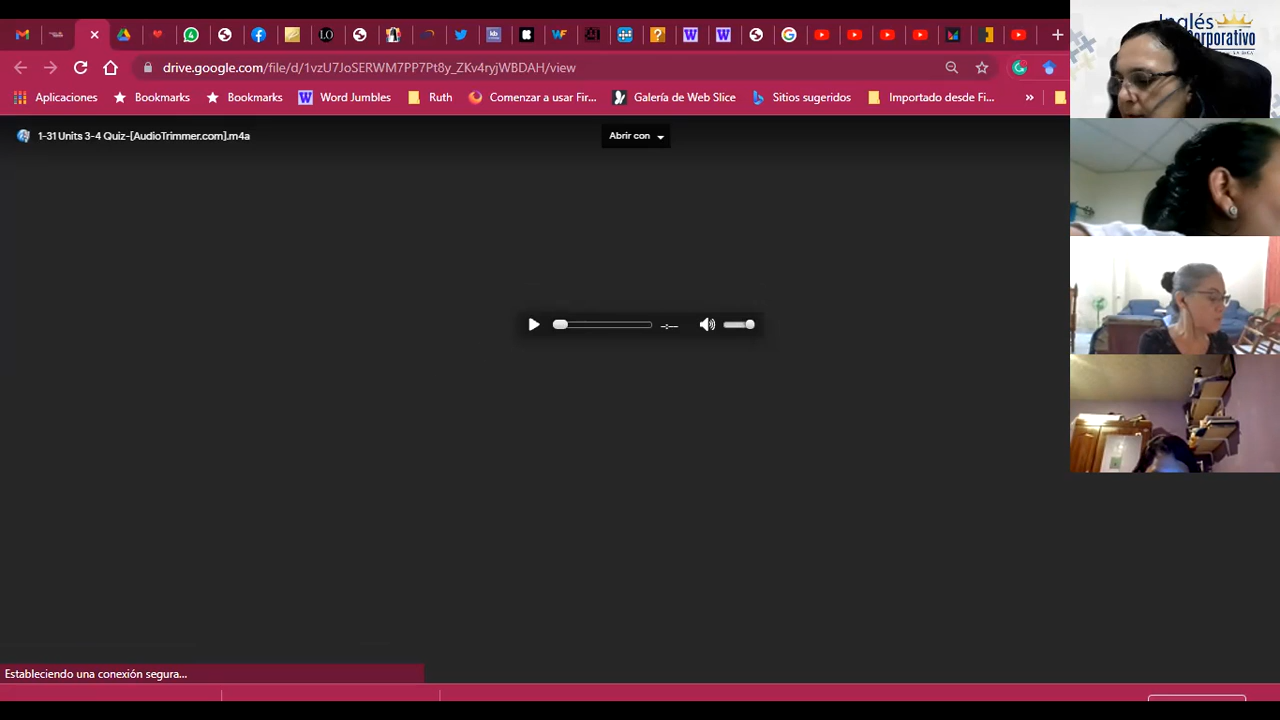 Inglés
Corporativo
drive.google.com/file/d/1vzU7JoSERWM7PP7Pt8y_ZKv4ryjWBDAH/view
Aplicaciones Bookmarks Bookmarks Word Jumbles Ruth Comenzar a usar Fir... Galería de Web Slice Sitios sugeridos Importado desde Fi... »
1-31 Units 3-4 Quiz-[AudioTrimmer.com].m4a
Abrir con
-:--
Estableciendo una conexión segura...